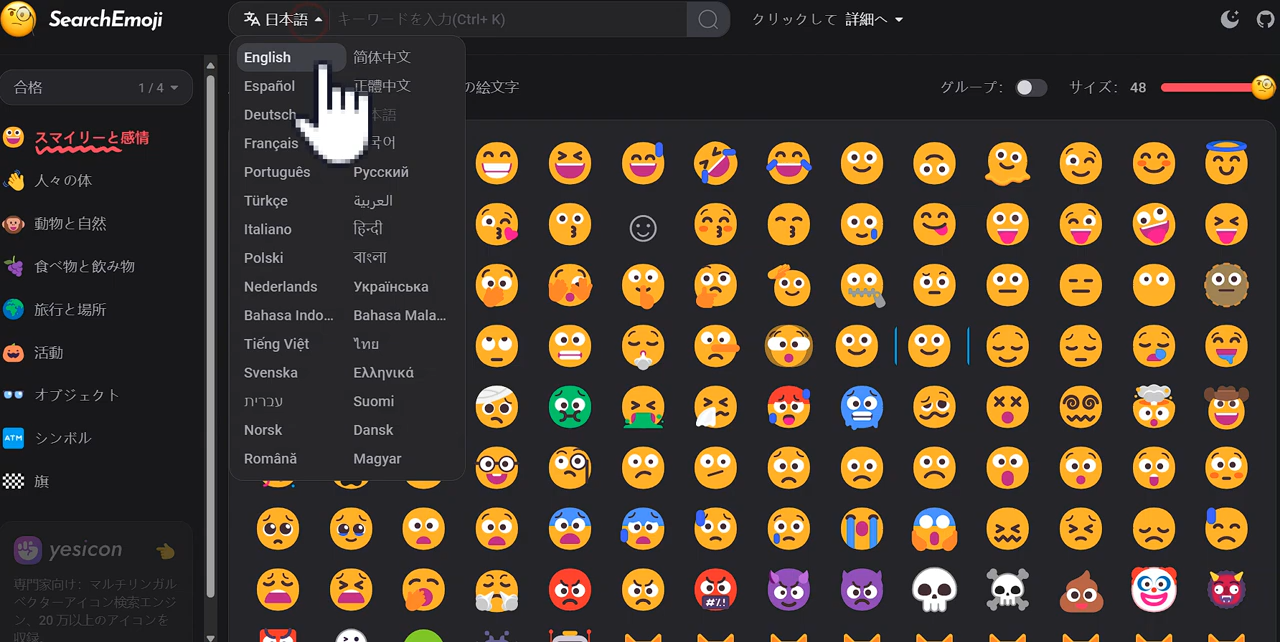 SearchEmoji
日本語
キーワードを入力(Ctrl+ K)
クリックして 詳細へ
合格 1 / 4
スマイリーと感情
人々の体
動物と自然
食べ物と飲み物
旅行と場所
活動
オブジェクト
ATM シンボル
旗
yesicon
専門家向け: マルチリンガル
ベクターアイコン検索エンジ
ン、20 万以上のアイコンを
収録
English 简体中文
Español 正體中文
Deutsch 本語
Français 국어
Português Русский
Türkçe العربية
Italiano हिन्दी
Polski বাংলা
Nederlands Українська
Bahasa Indo… Bahasa Mala…
Tiếng Việt ไทย
Svenska Ελληνικά
עברית Suomi
Norsk Dansk
Română Magyar
の絵文字
グループ:
サイズ: 48
#!/